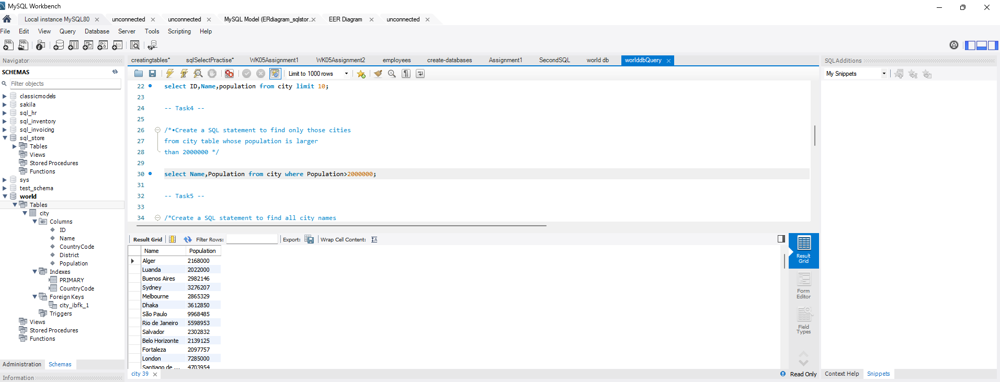 MySQL Workbench
Local instance MySQL80
unconnected
unconnected
MySQL Model (ERdiagram_sqlstor...
EER Diagram
unconnected
File Edit View Query Database Server Tools Scripting Help
Navigator
SCHEMAS
Filter objects
classicmodels
sakila
sql_hr
sql_inventory
sql_invoicing
sql_store
Tables
Views
Stored Procedures
Functions
sys
test_schema
world
Tables
city
Columns
ID
Name
CountryCode
District
Population
Indexes
PRIMARY
CountryCode
Foreign Keys
city_ibfk_1
Triggers
Views
Stored Procedures
Functions
Administration Schemas
Information
creatingtables* sqlSelectPractise* WK05Assignment1 WK05Assignment2 employees create-databases Assignment1 SecondSQL world db worlddbQuery
Limit to 1000 rows
22 select ID,Name,population from city limit 10;
23
24 -- Task4 --
25
26 /*•Create a SQL statement to find only those cities
27 from city table whose population is larger
28 than 2000000 */
29
30 select Name,Population from city where Population>2000000;
31
32 -- Task5 --
33
34 /*Create a SQL statement to find all city names
Result Grid Filter Rows: Export: Wrap Cell Content:
Name Population
Alger 2168000
Luanda 2022000
Buenos Aires 2982146
Sydney 3276207
Melbourne 2865329
Dhaka 3612850
São Paulo 9968485
Rio de Janeiro 5598953
Salvador 2302832
Belo Horizonte 2139125
Fortaleza 2097757
London 7285000
Santiago de ... 4703954
city 39
Result
Grid
Form
Editor
Field
Types
Read Only
SQLAdditions
My Snippets
Context Help Snippets